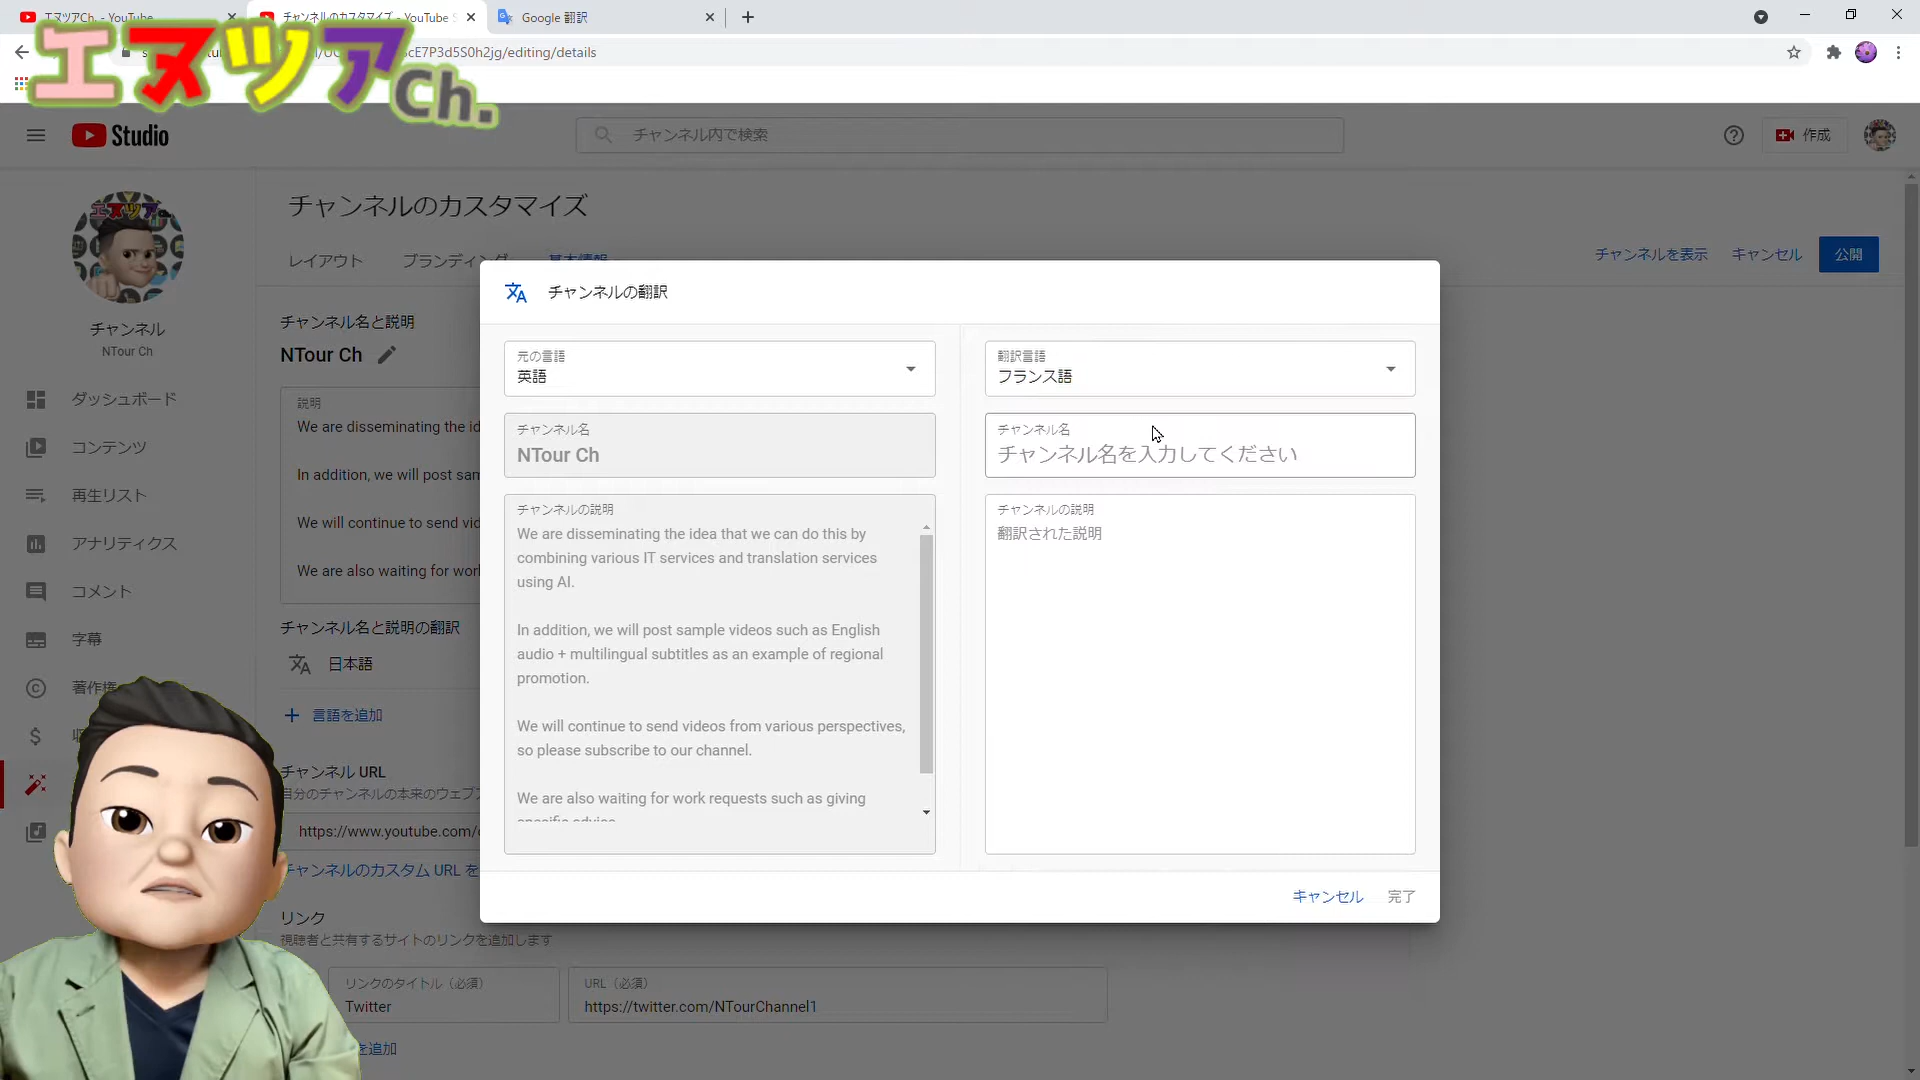 エヌツアCh. - YouTube
チャンネルのカスタマイズ - YouTube S
Google 翻訳
cE7P3d5S0h2jg/editing/details
エヌツアCh.
Studio
チャンネル内で検索
作成
チャンネルのカスタマイズ
レイアウト
ブランディング
基本情報
チャンネルを表示
キャンセル
公開
チャンネル
NTour Ch
ダッシュボード
コンテンツ
再生リスト
アナリティクス
コメント
字幕
著作権
チャンネル名と説明
NTour Ch
説明
We are disseminating the id
In addition, we will post sam
We will continue to send vid
We are also waiting for work
チャンネル名と説明の翻訳
日本語
言語を追加
チャンネル URL
自分のチャンネルの本来のウェブ
https://www.youtube.com/c
チャンネルのカスタム URL を
リンク
視聴者と共有するサイトのリンクを追加します
リンクのタイトル（必須）
Twitter
URL（必須）
https://twitter.com/NTourChannel1
を追加
チャンネルの翻訳
元の言語
英語
チャンネル名
NTour Ch
チャンネルの説明
We are disseminating the idea that we can do this by
combining various IT services and translation services
using AI.
In addition, we will post sample videos such as English
audio + multilingual subtitles as an example of regional
promotion.
We will continue to send videos from various perspectives,
so please subscribe to our channel.
We are also waiting for work requests such as giving
specific advice.
翻訳言語
フランス語
チャンネル名
チャンネル名を入力してください
チャンネルの説明
翻訳された説明
キャンセル
完了